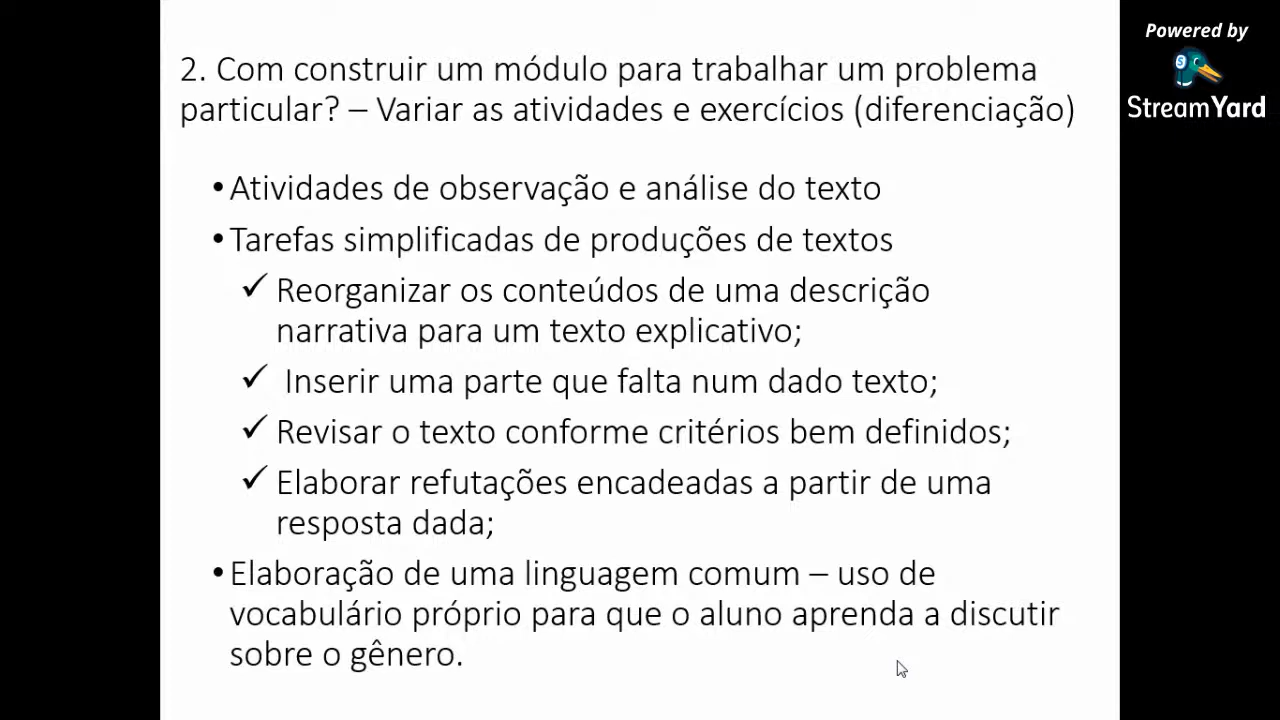 2. Com construir um módulo para trabalhar um problema
particular? – Variar as atividades e exercícios (diferenciação)
•Atividades de observação e análise do texto
•Tarefas simplificadas de produções de textos
✓ Reorganizar os conteúdos de uma descrição
narrativa para um texto explicativo;
✓ Inserir uma parte que falta num dado texto;
✓ Revisar o texto conforme critérios bem definidos;
✓ Elaborar refutações encadeadas a partir de uma
resposta dada;
•Elaboração de uma linguagem comum – uso de
vocabulário próprio para que o aluno aprenda a discutir
sobre o gênero.
Powered by
S
StreamYard